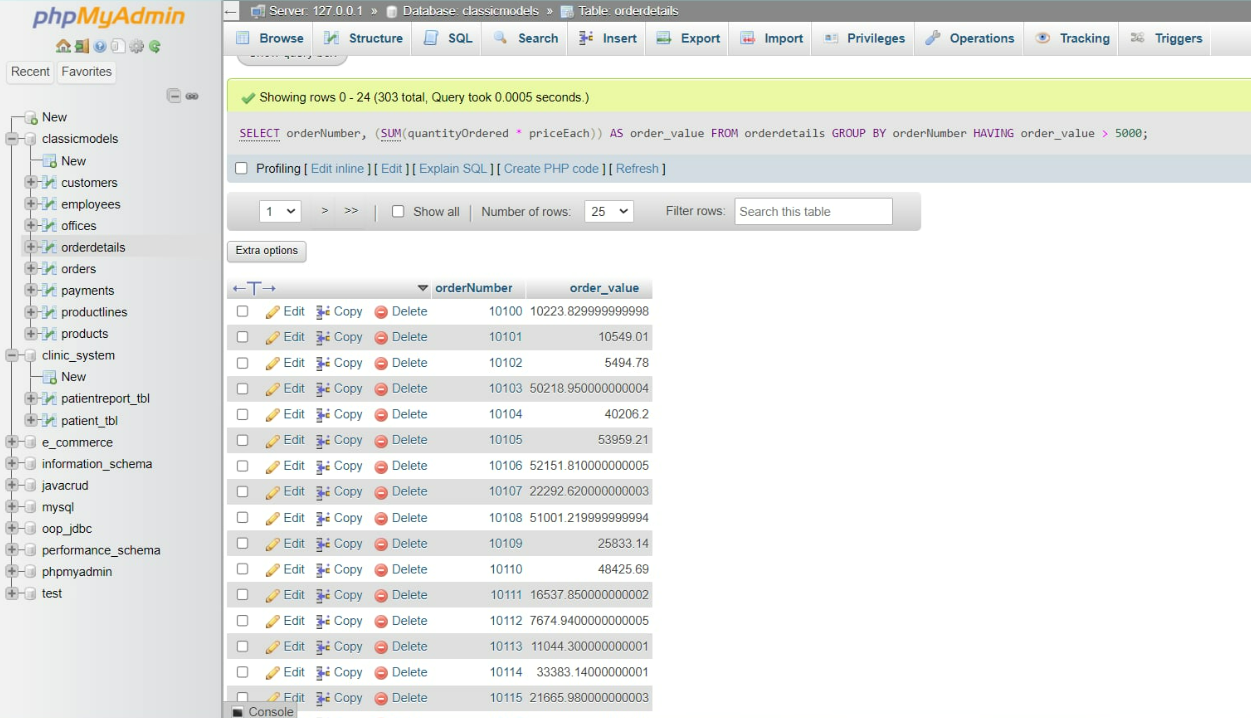 phpMyAdmin
Recent Favorites
New
classicmodels
New
customers
employees
offices
orderdetails
orders
payments
productlines
products
clinic_system
New
patientreport_tbl
patient_tbl
e_commerce
information_schema
javacrud
mysql
oop_jdbc
performance_schema
phpmyadmin
test
← Server: 127.0.0.1 » Database: classicmodels » Table: orderdetails
Browse Structure SQL Search Insert Export Import Privileges Operations Tracking Triggers
Show query box
Showing rows 0 - 24 (303 total, Query took 0.0005 seconds.)
SELECT orderNumber, (SUM(quantityOrdered * priceEach)) AS order_value FROM orderdetails GROUP BY orderNumber HAVING order_value > 5000;
Profiling [ Edit inline ] [ Edit ] [ Explain SQL ] [ Create PHP code ] [ Refresh ]
1 > >> | Show all | Number of rows: 25 Filter rows: Search this table
Extra options
←T→ orderNumber order_value
Edit Copy Delete 10100 10223.829999999998
Edit Copy Delete 10101 10549.01
Edit Copy Delete 10102 5494.78
Edit Copy Delete 10103 50218.950000000004
Edit Copy Delete 10104 40206.2
Edit Copy Delete 10105 53959.21
Edit Copy Delete 10106 52151.810000000005
Edit Copy Delete 10107 22292.620000000003
Edit Copy Delete 10108 51001.219999999994
Edit Copy Delete 10109 25833.14
Edit Copy Delete 10110 48425.69
Edit Copy Delete 10111 16537.850000000002
Edit Copy Delete 10112 7674.9400000000005
Edit Copy Delete 10113 11044.300000000001
Edit Copy Delete 10114 33383.14000000001
Edit Copy Delete 10115 21665.980000000003
Console